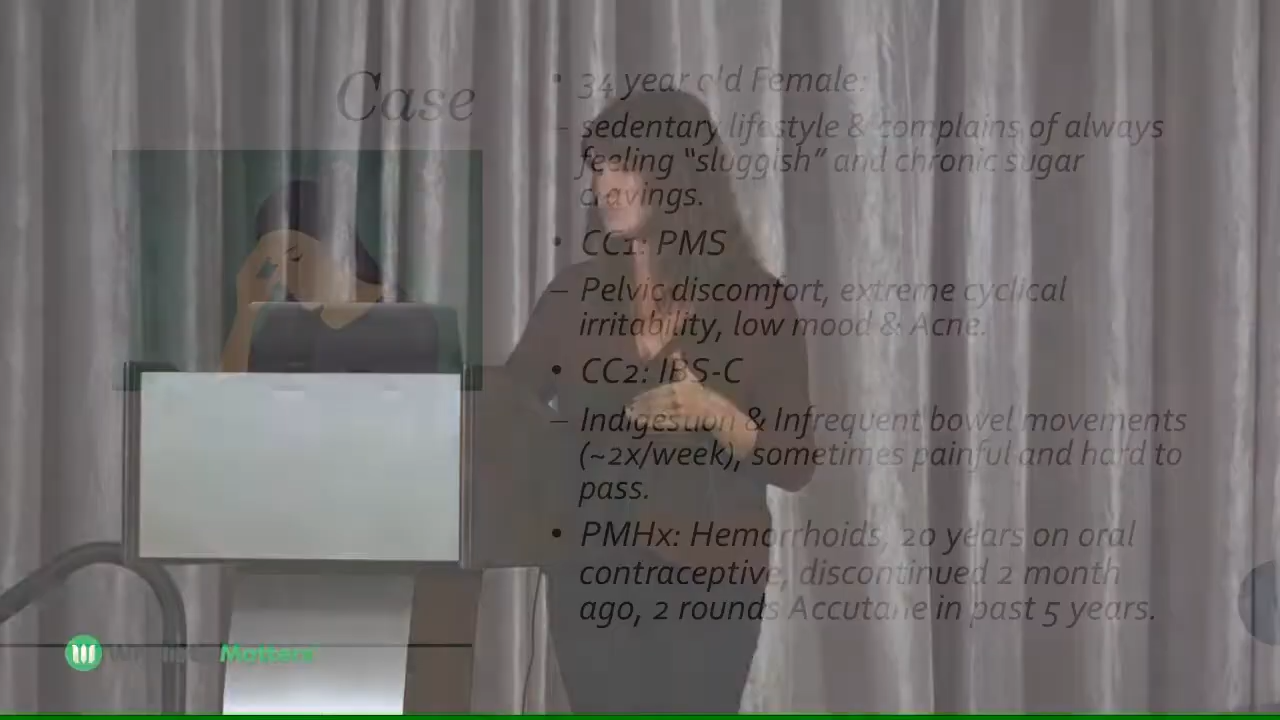 Case
• 34 year old Female:
– sedentary lifestyle & complains of always
feeling “sluggish” and chronic sugar
cravings.
• CC1: PMS
– Pelvic discomfort, extreme cyclical
irritability, low mood & Acne.
• CC2: IBS-C
– Indigestion & Infrequent bowel movements
(~2x/week), sometimes painful and hard to
pass.
• PMHx: Hemorrhoids, 20 years on oral
contraceptive, discontinued 2 month
ago, 2 rounds Accutane in past 5 years.
Matters